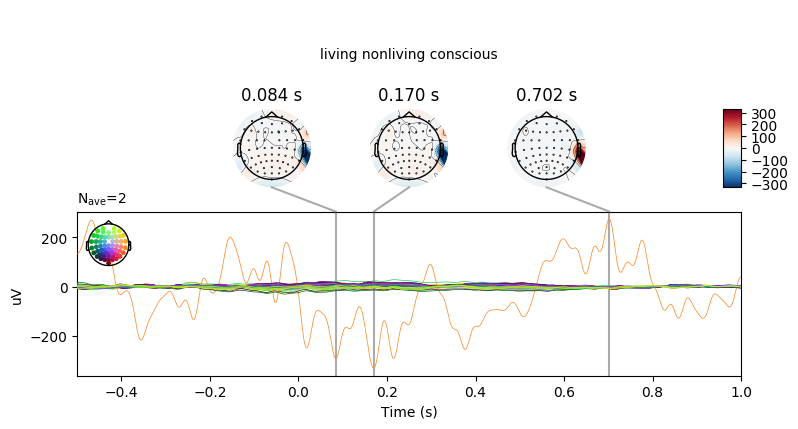 living nonliving conscious
0.084 s 0.170 s 0.702 s
300
200
100
0
−100
−200
−300
Nave=2
200
0
−200
uV
−0.4 −0.2 0.0 0.2 0.4 0.6 0.8 1.0
Time (s)